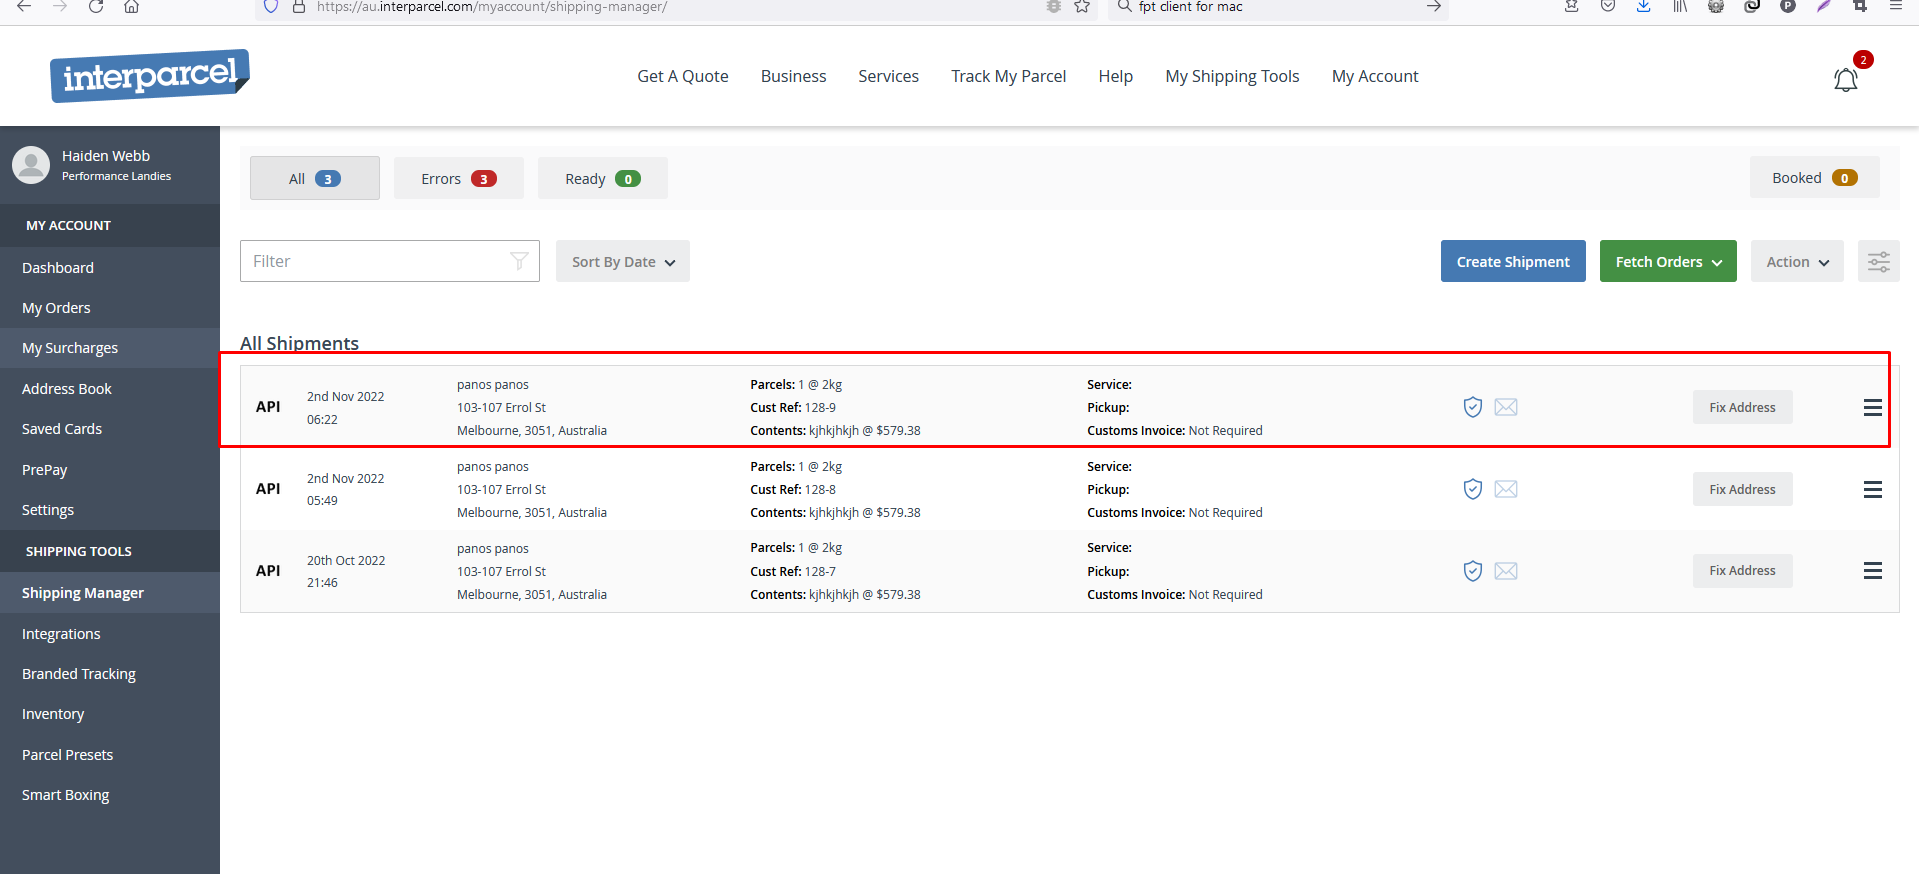 https://au.interparcel.com/myaccount/shipping-manager/
fpt client for mac
interparcel
Get A Quote Business Services Track My Parcel Help My Shipping Tools My Account
2
Haiden Webb
Performance Landies
MY ACCOUNT
Dashboard
My Orders
My Surcharges
Address Book
Saved Cards
PrePay
Settings
SHIPPING TOOLS
Shipping Manager
Integrations
Branded Tracking
Inventory
Parcel Presets
Smart Boxing
All 3 Errors 3 Ready 0 Booked 0
Filter Sort By Date Create Shipment Fetch Orders Action
All Shipments
API
2nd Nov 2022
06:22
panos panos
103-107 Errol St
Melbourne, 3051, Australia
Parcels: 1 @ 2kg
Cust Ref: 128-9
Contents: kjhkjhkjh @ $579.38
Service:
Pickup:
Customs Invoice: Not Required
Fix Address
API
2nd Nov 2022
05:49
panos panos
103-107 Errol St
Melbourne, 3051, Australia
Parcels: 1 @ 2kg
Cust Ref: 128-8
Contents: kjhkjhkjh @ $579.38
Service:
Pickup:
Customs Invoice: Not Required
Fix Address
API
20th Oct 2022
21:46
panos panos
103-107 Errol St
Melbourne, 3051, Australia
Parcels: 1 @ 2kg
Cust Ref: 128-7
Contents: kjhkjhkjh @ $579.38
Service:
Pickup:
Customs Invoice: Not Required
Fix Address